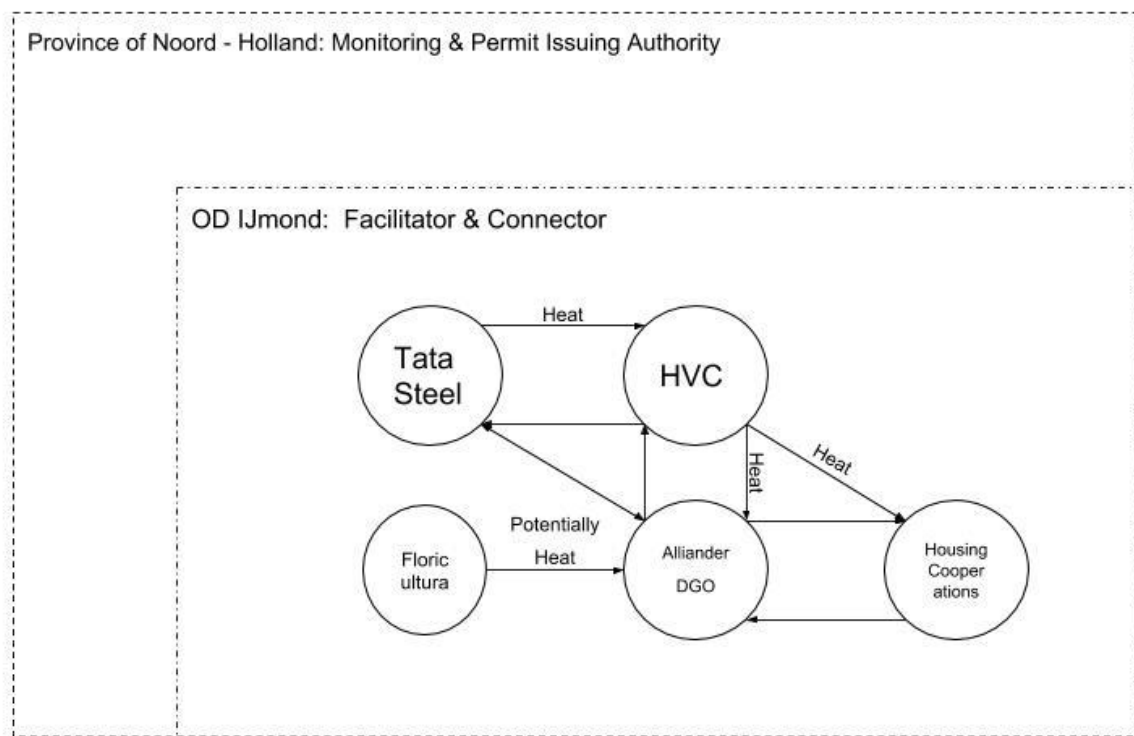 Province of Noord - Holland: Monitoring & Permit Issuing Authority
OD IJmond:  Facilitator & Connector
Heat
Tata
Steel
HVC
Heat
Heat
Potentially
Heat
Floric
ultura
Alliander
DGO
Housing
Cooper
ations